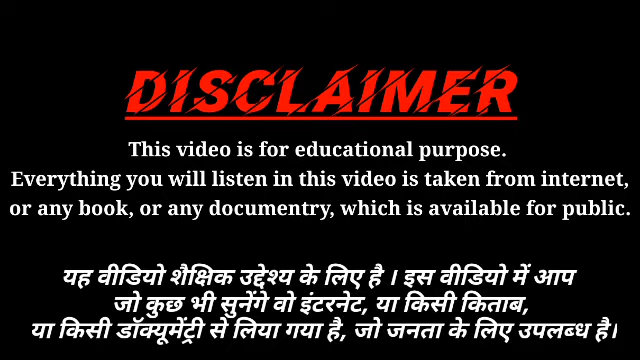 DISCLAIMER
This video is for educational purpose.
Everything you will listen in this video is taken from internet,
or any book, or any documentry, which is available for public.
यह वीडियो शैक्षिक उद्देश्य के लिए है । इस वीडियो में आप
जो कुछ भी सुनेंगे वो इंटरनेट, या किसी किताब,
या किसी डॉक्यूमेंट्री से लिया गया है, जो जनता के लिए उपलब्ध है।